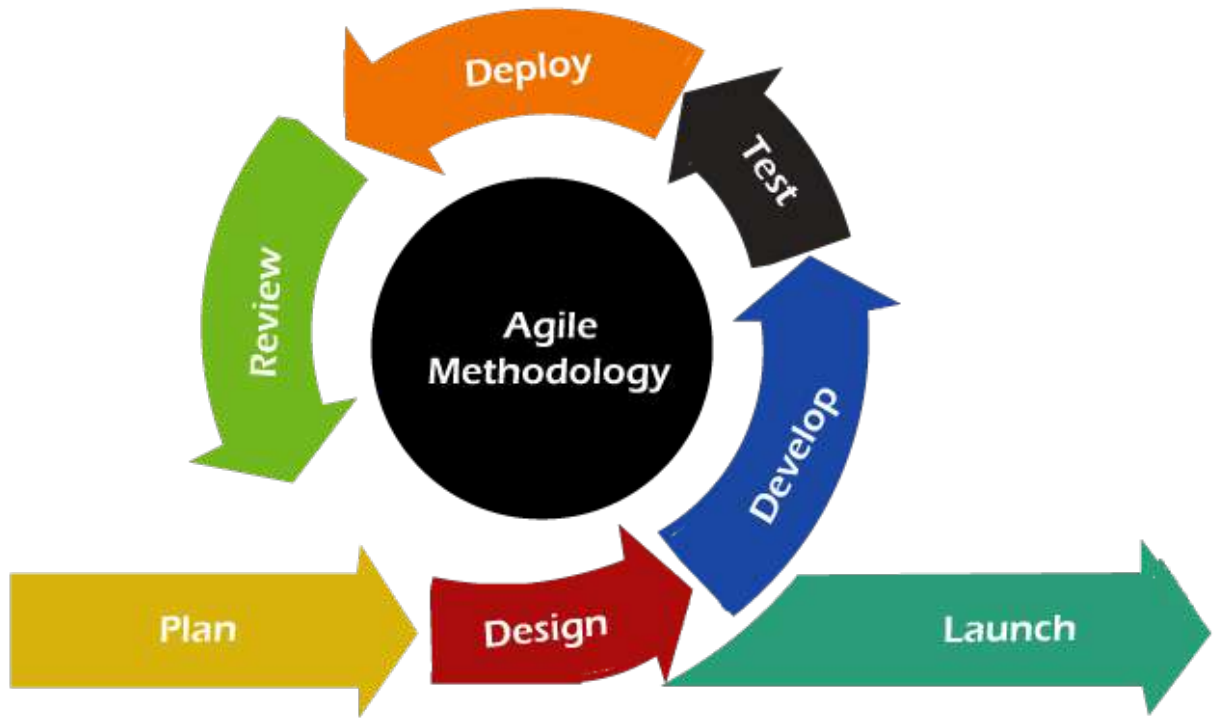 Deploy
Test
Review
Agile
Methodology
Develop
Plan
Design
Launch